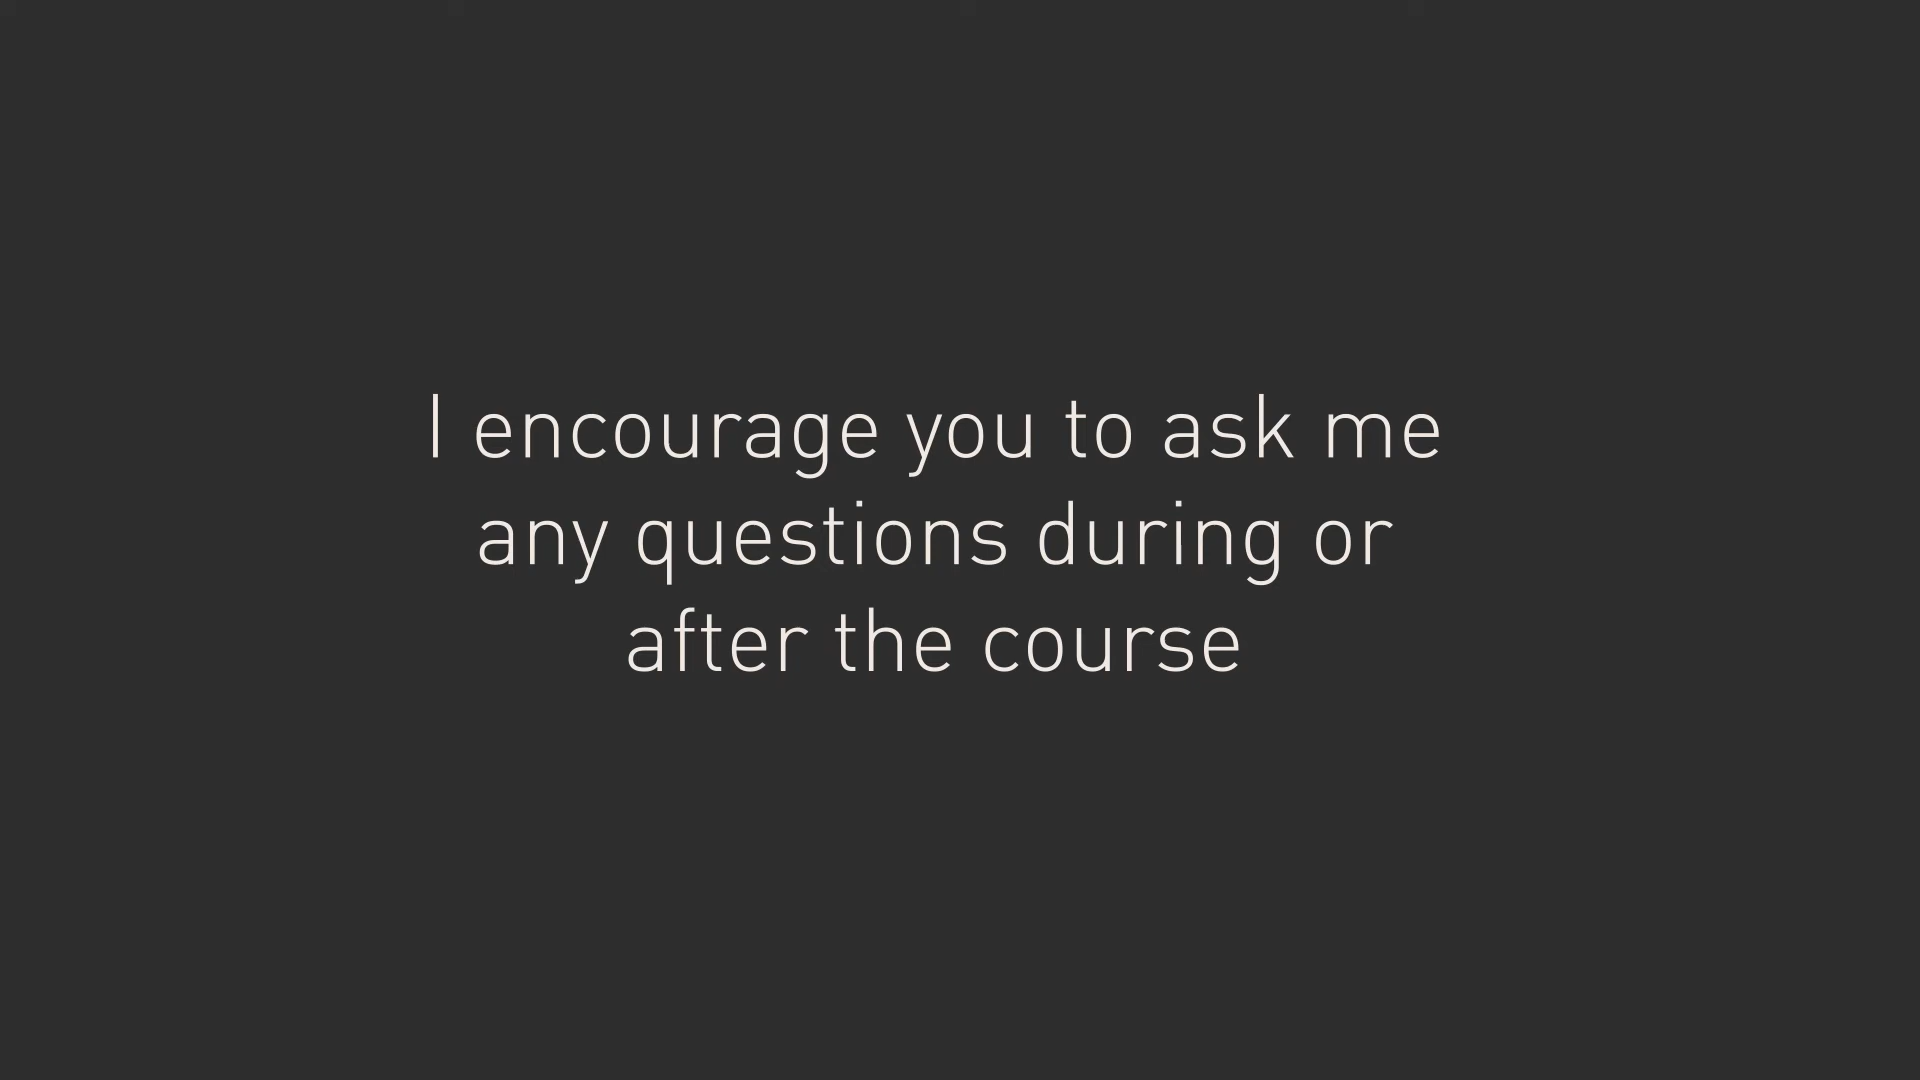 I encourage you to ask me
any questions during or
after the course